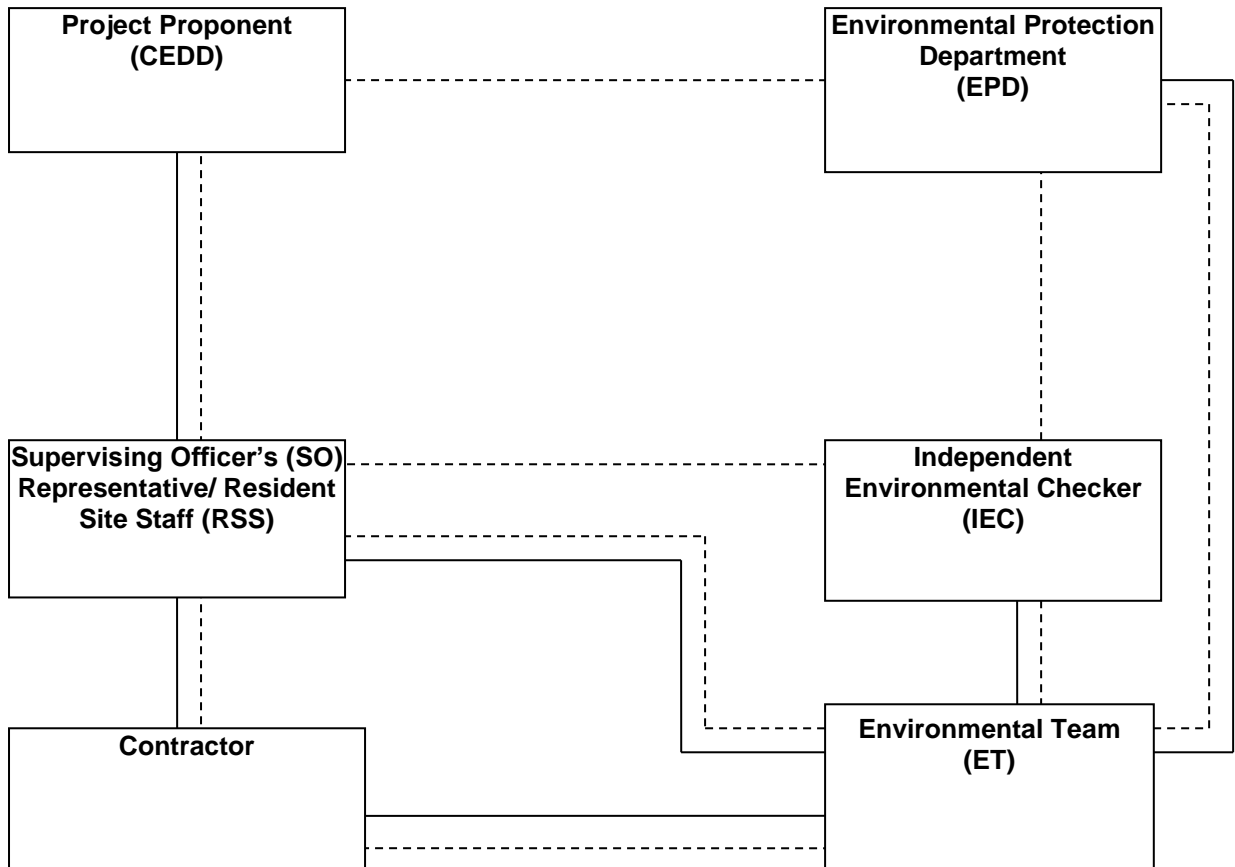 Project Proponent
(CEDD)
Environmental Protection
Department
(EPD)
Supervising Officer's (SO)
Representative/ Resident
Site Staff (RSS)
Independent
Environmental Checker
(IEC)
Contractor
Environmental Team
(ET)